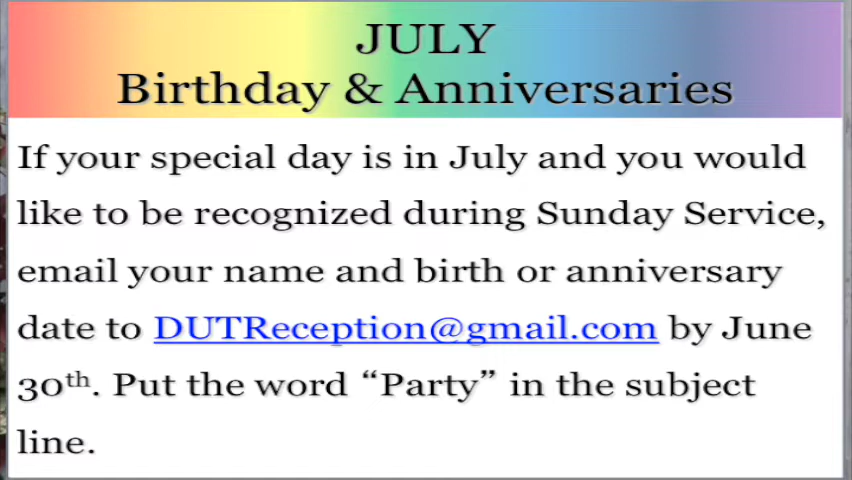 JULY
Birthday & Anniversaries
If your special day is in July and you would
like to be recognized during Sunday Service,
email your name and birth or anniversary
date to DUTReception@gmail.com by June
30th. Put the word “Party” in the subject
line.